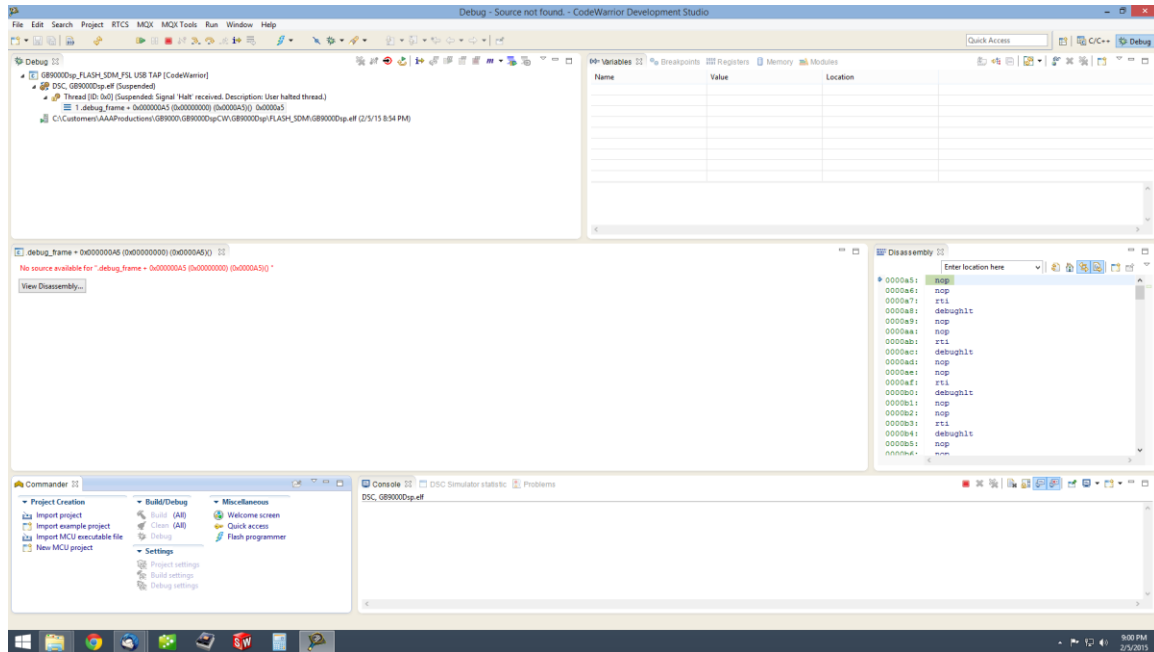 Debug - Source not found. - CodeWarrior Development Studio
File Edit Search Project RTCS MQX MQX Tools Run Window Help
Quick Access C/C++ Debug
Debug
GB9000Dsp_FLASH_SDM_FSL USB TAP [CodeWarrior]
DSC, GB9000Dsp.elf (Suspended)
Thread [ID: 0x0] (Suspended: Signal 'Halt' received. Description: User halted thread.)
1 .debug_frame + 0x000000A5 (0x00000000) (0x0000A5)() 0x0000a5
C:\Customers\AAAProductions\GB9000\GB9000DspCW\GB9000Dsp\FLASH_SDM\GB9000Dsp.elf (2/5/15 8:54 PM)
Variables Breakpoints Registers Memory Modules
Name Value Location
.debug_frame + 0x000000A5 (0x00000000) (0x0000A5)()
No source available for ".debug_frame + 0x000000A5 (0x00000000) (0x0000A5)() "
View Disassembly...
Disassembly
Enter location here
0000a5: nop
0000a6: nop
0000a7: rti
0000a8: debughlt
0000a9: nop
0000aa: nop
0000ab: rti
0000ac: debughlt
0000ad: nop
0000ae: nop
0000af: rti
0000b0: debughlt
0000b1: nop
0000b2: nop
0000b3: rti
0000b4: debughlt
0000b5: nop
0000b6: nop
Commander
Project Creation
Import project
Import example project
Import MCU executable file
New MCU project
Build/Debug
Build (All)
Clean (All)
Debug
Settings
Project settings
Build settings
Debug settings
Miscellaneous
Welcome screen
Quick access
Flash programmer
Console DSC Simulator statistic Problems
DSC, GB9000Dsp.elf
9:00 PM
2/5/2015